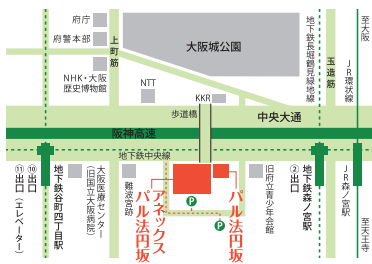 府庁
府警本部
上町筋
NHK・大阪
歴史博物館
大阪城公園
NTT
KKR
歩道橋
地下鉄長堀鶴見緑地線
玉造筋
JR環状線
至大阪
中央大通
阪神高速
地下鉄中央線
⑪出口（エレベーター）
⑩出口
地下鉄谷町四丁目駅
大阪医療センター
（旧国立大阪病院）
難波宮跡
アネックス
パル法円坂
P
P
パル法円坂
旧府立青少年会館
②出口
地下鉄森ノ宮駅
JR森ノ宮駅
至天王寺